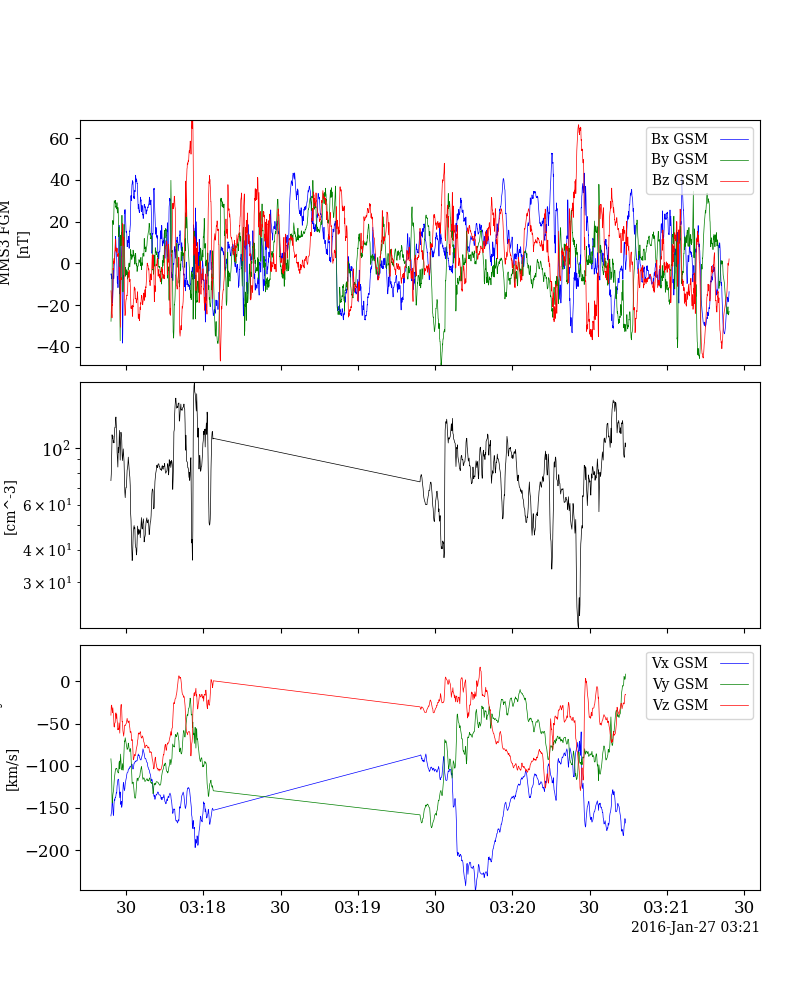 MMS3 FGM
[nT]
60
40
20
0
−20
−40
Bx GSM
By GSM
Bz GSM
[cm^-3]
10^2
6×10^1
4×10^1
3×10^1
[km/s]
0
−50
−100
−150
−200
Vx GSM
Vy GSM
Vz GSM
30 03:18 30 03:19 30 03:20 30 03:21 30
2016-Jan-27 03:21